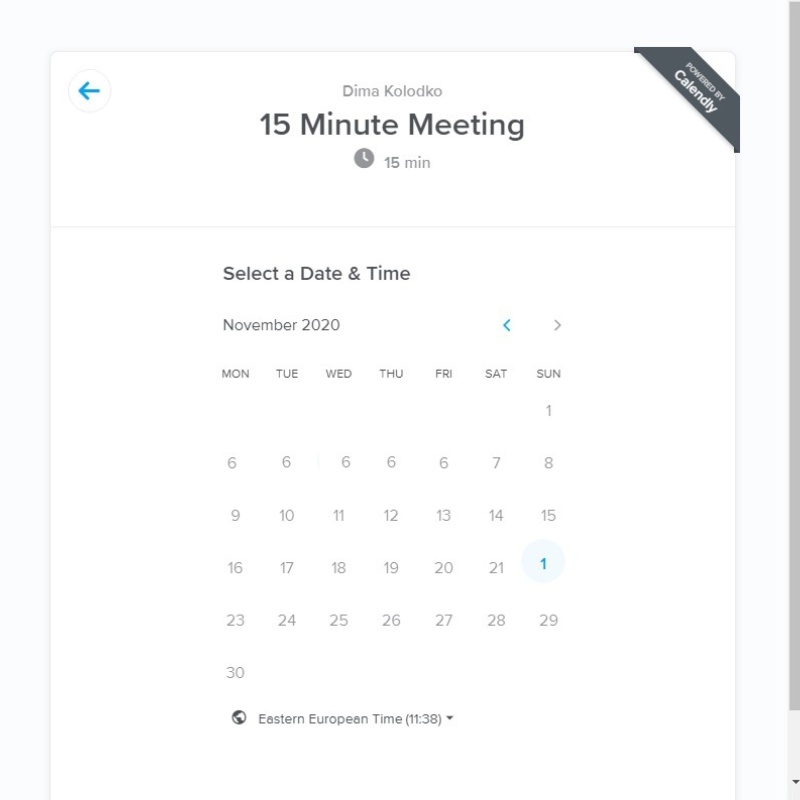 POWERED BY
Calendly
Dima Kolodko
15 Minute Meeting
15 min
Select a Date & Time
November 2020
MON TUE WED THU FRI SAT SUN
1
6 6 6 6 6 7 8
9 10 11 12 13 14 15
16 17 18 19 20 21 1
23 24 25 26 27 28 29
30
Eastern European Time (11:38)